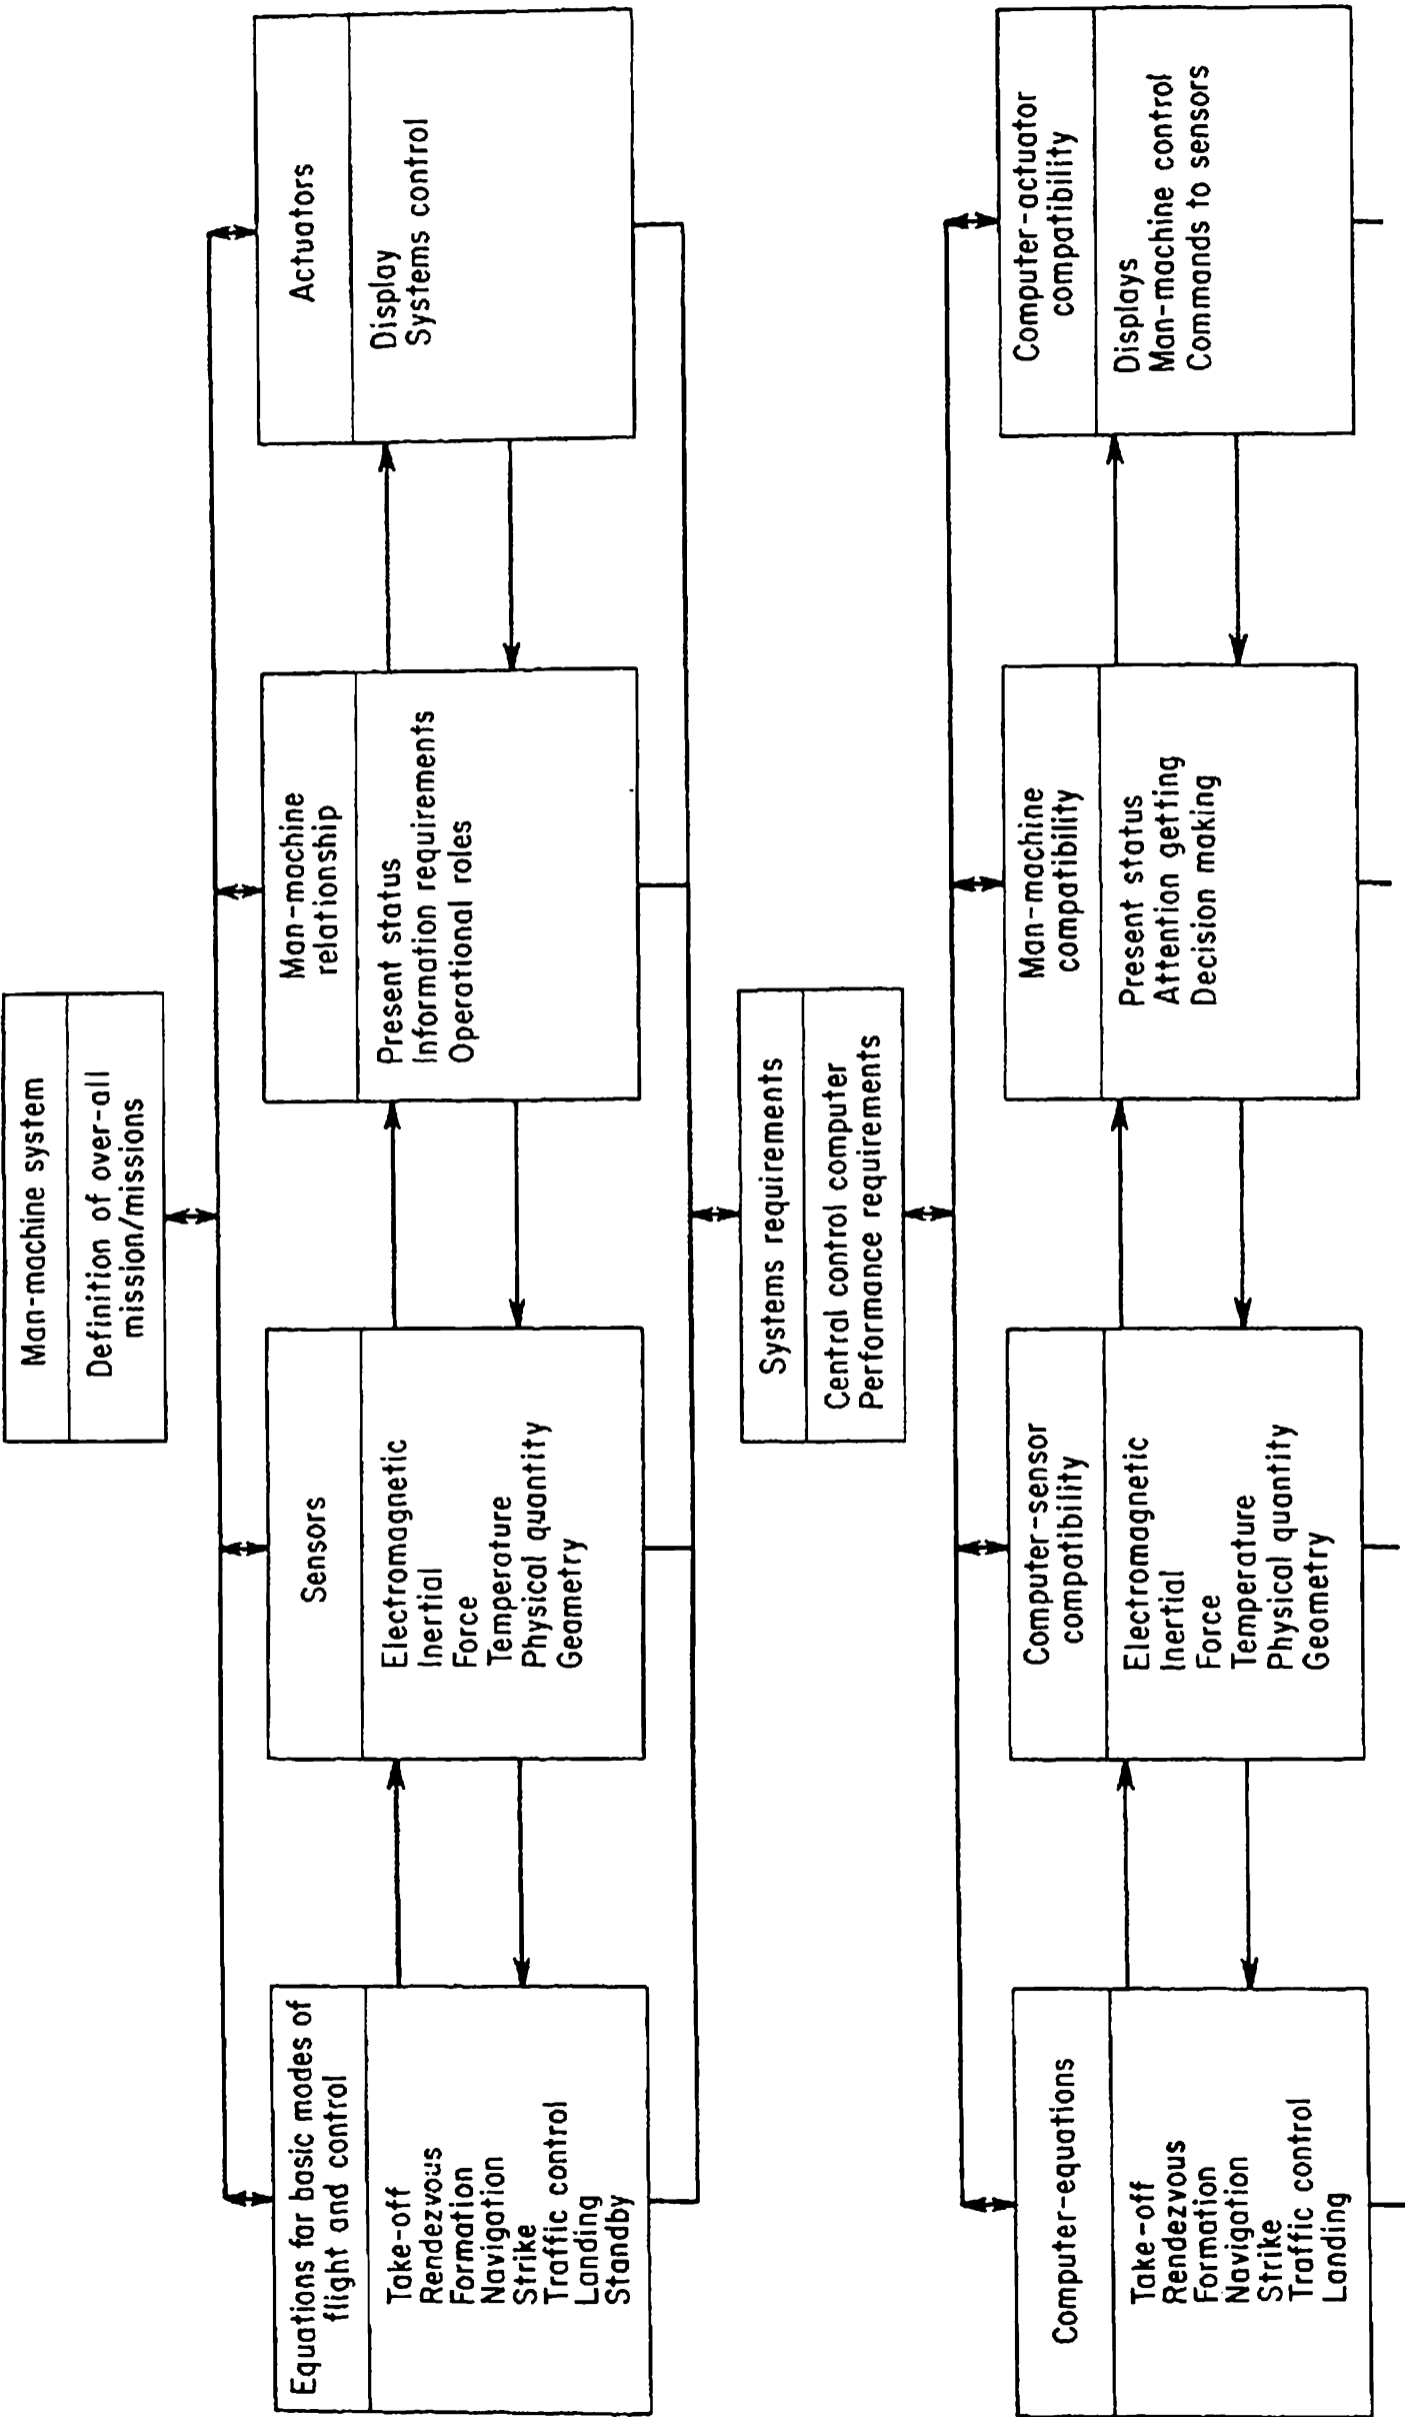 Man-machine system
Definition of over-all
mission/missions
Equations for basic modes of
flight and control
Take-off
Rendezvous
Formation
Navigation
Strike
Traffic control
Landing
Standby
Sensors
Electromagnetic
Inertial
Force
Temperature
Physical quantity
Geometry
Man-machine
relationship
Present status
Information requirements
Operational roles
Actuators
Display
Systems control
Systems requirements
Central control computer
Performance requirements
Computer-equations
Take-off
Rendezvous
Formation
Navigation
Strike
Traffic control
Landing
Computer-sensor
compatibility
Electromagnetic
Inertial
Force
Temperature
Physical quantity
Geometry
Man-machine
compatibility
Present status
Attention getting
Decision making
Computer-actuator
compatibility
Displays
Man-machine control
Commands to sensors